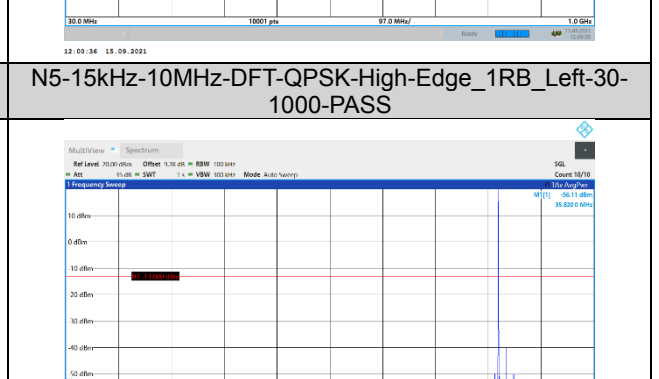 30.0 MHz 10001 pts 97.0 MHz/ 1.0 GHz
Ready 15.09.2021
12:00:36 15.09.2021
N5-15kHz-10MHz-DFT-QPSK-High-Edge_1RB_Left-30-
1000-PASS
MultiView Spectrum
Ref Level 20.00 dBm Offset 9.78 dB RBW 100 kHz SGL
Att 35 dB SWT 1 s VBW 300 kHz Mode Auto Sweep Count 10/10
1 Frequency Sweep 1Av AvgPwr
M1[1] -56.11 dBm
35.820 0 MHz
10 dBm
0 dBm
-10 dBm
-20 dBm
-30 dBm
-40 dBm
-50 dBm